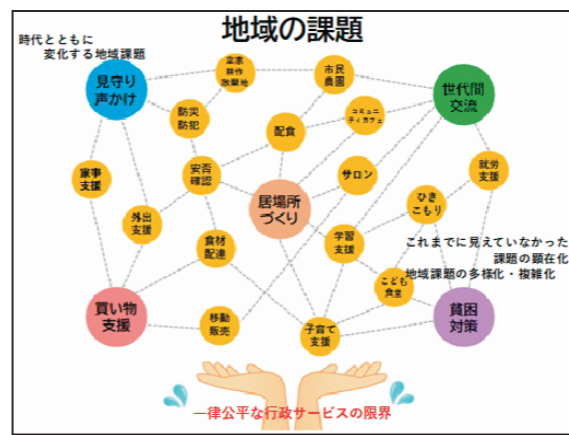 地域の課題
時代とともに
変化する地域課題
見守り
声かけ
空家
耕作
放棄地
市民
農園
世代間
交流
防災
防犯
配食
コミュニ
ティカフェ
家事
支援
安否
確認
サロン
就労
支援
居場所
づくり
ひき
こもり
外出
支援
食材
配達
学習
支援
これまでに見えていなかった
課題の顕在化
地域課題の多様化・複雑化
こども
食堂
買い物
支援
移動
販売
子育て
支援
貧困
対策
一律公平な行政サービスの限界